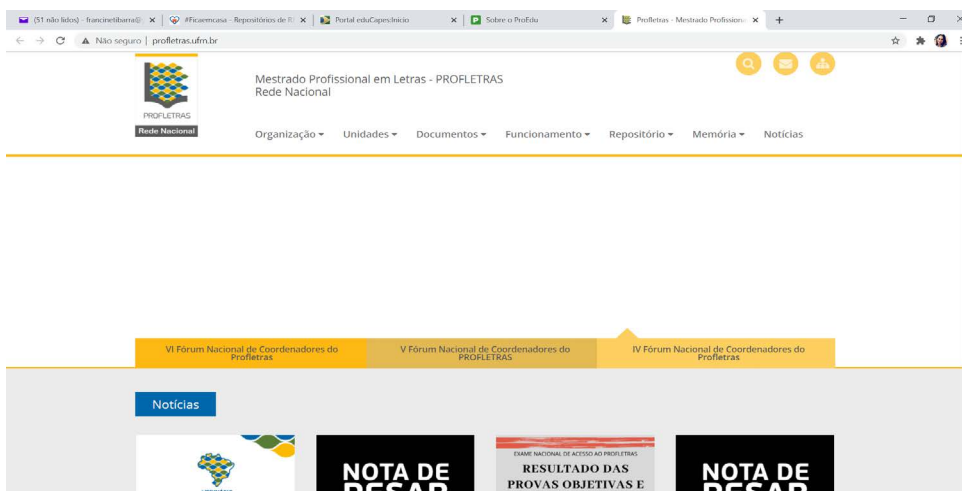 (51 não lidos) - francinetibarra@
#Ficaemcasa - Repositórios de R
Portal eduCapes:Início
Sobre o ProEdu
Profletras - Mestrado Profissiona
Não seguro | profletras.ufrn.br
PROFLETRAS
Rede Nacional
Mestrado Profissional em Letras - PROFLETRAS
Rede Nacional
Organização Unidades Documentos Funcionamento Repositório Memória Notícias
VI Fórum Nacional de Coordenadores do
Profletras
V Fórum Nacional de Coordenadores do
PROFLETRAS
IV Fórum Nacional de Coordenadores do
Profletras
Notícias
NOTA DE
PESAR
EXAME NACIONAL DE ACESSO AO PROFLETRAS
RESULTADO DAS
PROVAS OBJETIVAS E
NOTA DE
PESAR